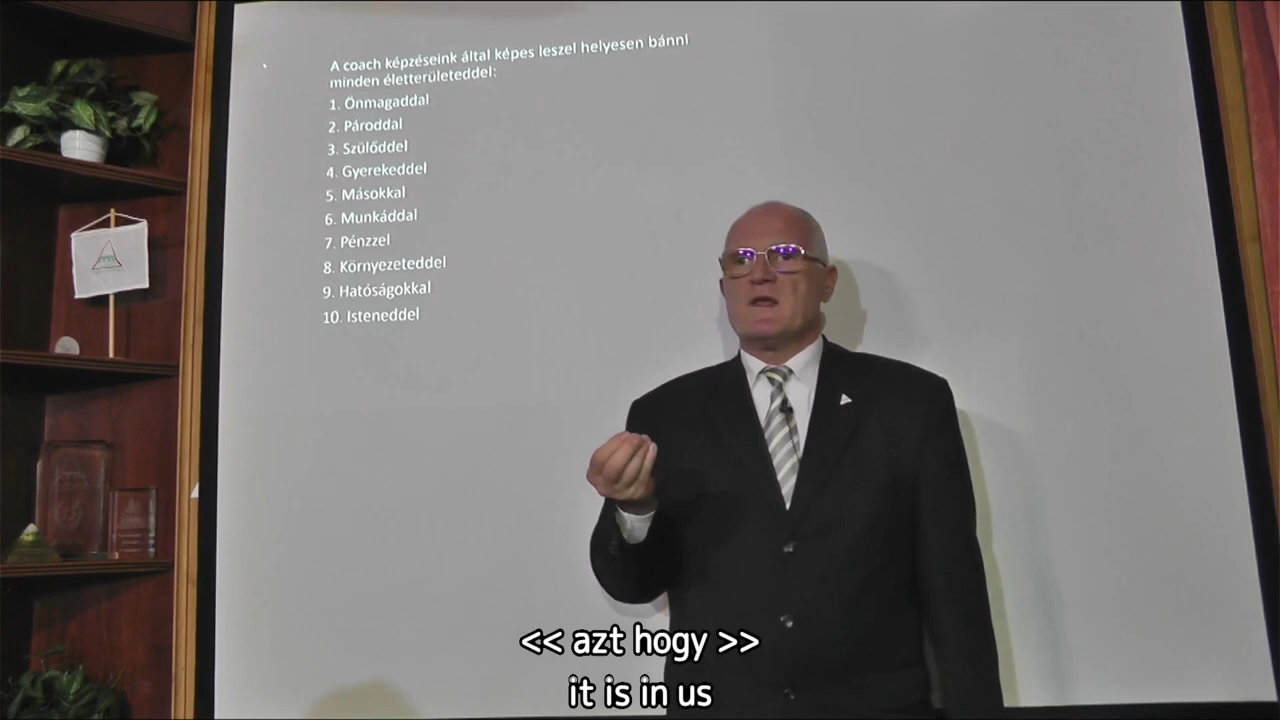 A coach képzéseink által képes leszel helyesen bánni
minden életterületeddel:
1. Önmagaddal
2. Pároddal
3. Szülőddel
4. Gyerekeddel
5. Másokkal
6. Munkáddal
7. Pénzzel
8. Környezeteddel
9. Hatóságokkal
10. Isteneddel
<< azt hogy >>
it is in us